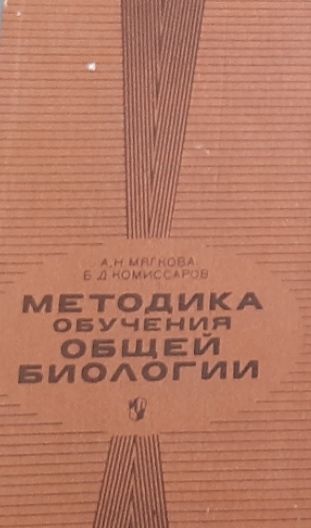 А.Н.МЯГКОВА,
Б.Д.КОМИССАРОВ
МЕТОДИКА
ОБУЧЕНИЯ
ОБЩЕЙ
БИОЛОГИИ